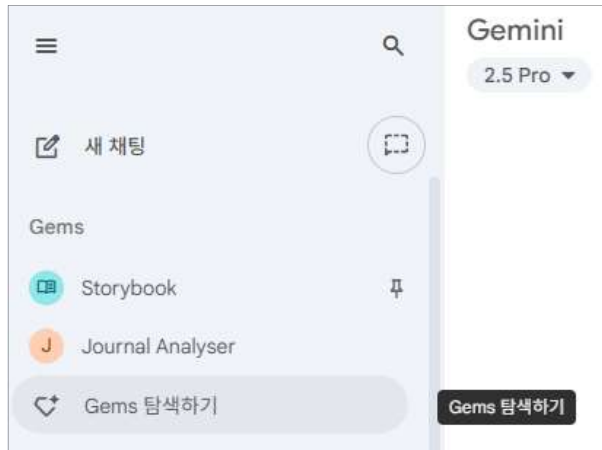 Gemini
2.5 Pro
새 채팅
Gems
Storybook
J Journal Analyser
Gems 탐색하기
Gems 탐색하기